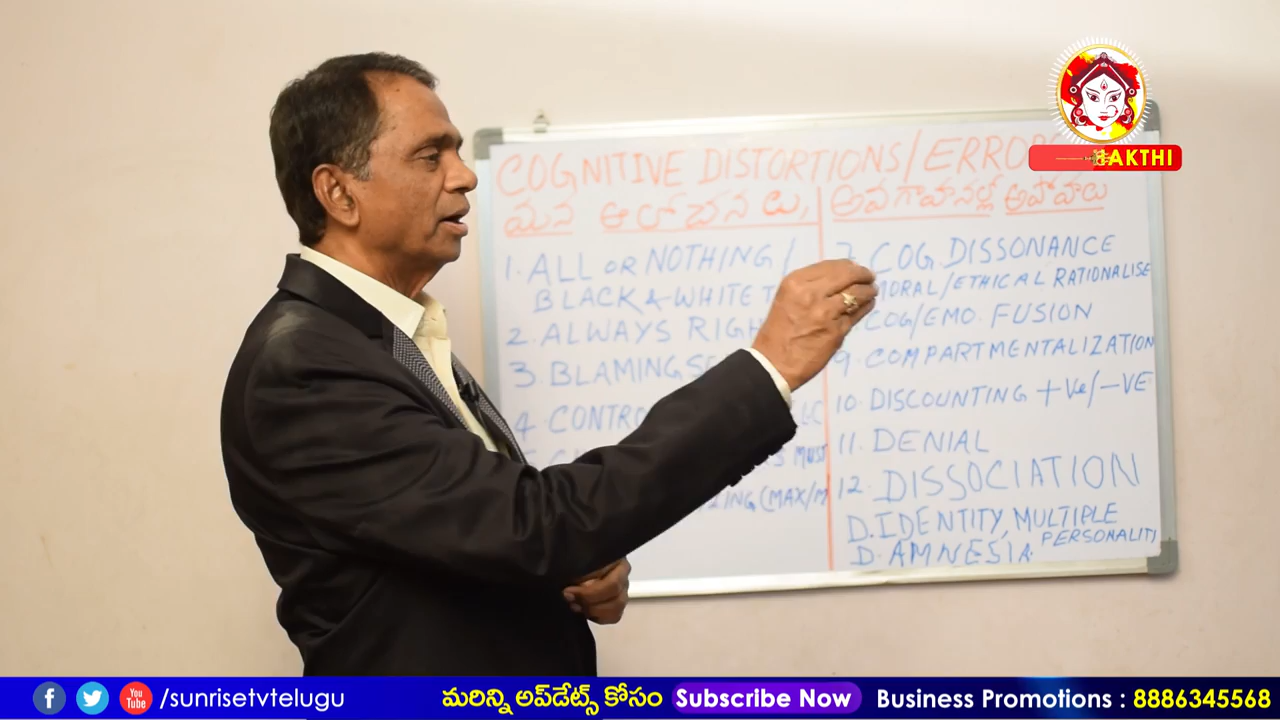 COGNITIVE DISTORTIONS/ERRO
మన ఆలోచనలు, అవగాహనల్లో అపోహలు
1. ALL OR NOTHING/
BLACK & WHITE T
2. ALWAYS RIGH
3 BLAMING SE
4. CONTRO
MUST
ING (MAX/M
7. COG DISSONANCE
MORAL/ETHICAL RATIONALISE
COG/EMO. FUSION
9. COMPARTMENTALIZATION
10. DISCOUNTING +Ve/-VE
11. DENIAL
12. DISSOCIATION
D. IDENTITY, MULTIPLE
PERSONALITY
D. AMNESIA.
HAKTHI
/sunrisetvtelugu
మరిన్ని అప్‌డేట్స్ కోసం Subscribe Now
Business Promotions : 8886345568